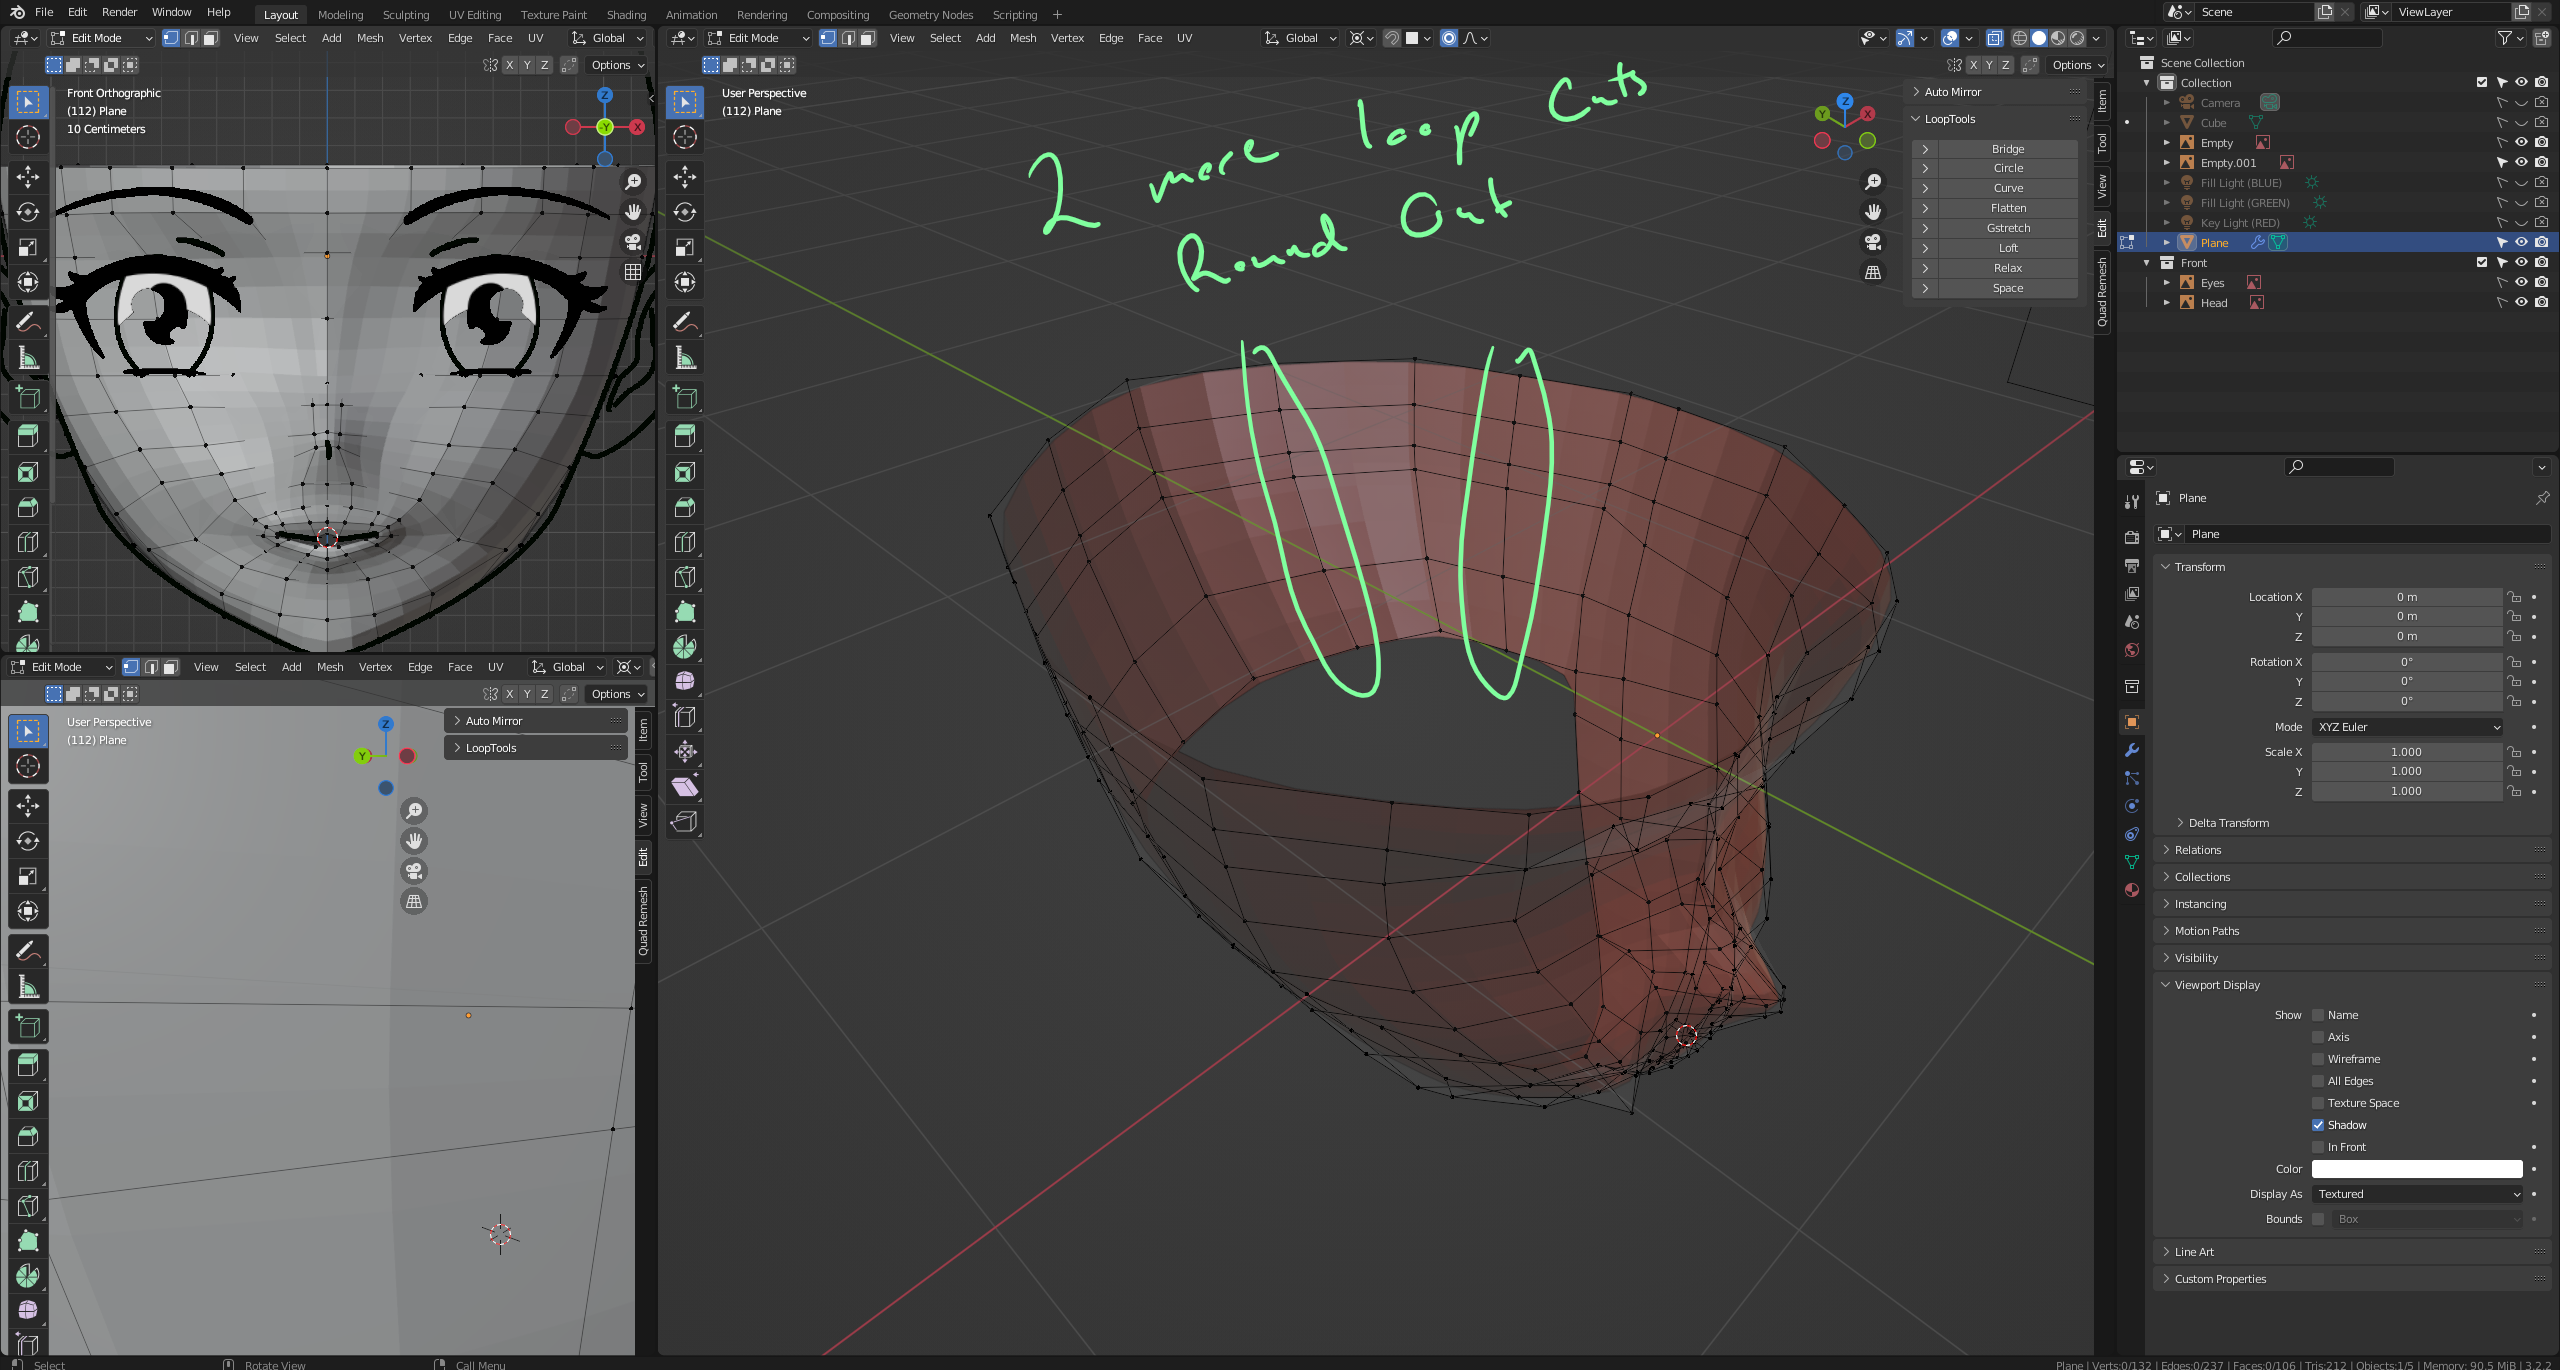 File Edit Render Window Help Layout Modeling Sculpting UV Editing Texture Paint Shading Animation Rendering Compositing Geometry Nodes Scripting + Scene ViewLayer
Edit Mode View Select Add Mesh Vertex Edge Face UV Global
X Y Z Options
Front Orthographic
(112) Plane
10 Centimeters
Z
Y X
Edit Mode View Select Add Mesh Vertex Edge Face UV Global
X Y Z Options
User Perspective
(112) Plane
Z
Y X
2 more loop Cuts
Round Out
Auto Mirror
LoopTools
Bridge
Circle
Curve
Flatten
Gstretch
Loft
Relax
Space
Item
Tool
View
Edit
Quad Remesh
Edit Mode View Select Add Mesh Vertex Edge Face UV Global
X Y Z Options
User Perspective
(112) Plane
Z
Y
Auto Mirror
LoopTools
Item
Tool
View
Edit
Quad Remesh
Scene Collection
Collection
Camera
Cube
Empty
Empty.001
Fill Light (BLUE)
Fill Light (GREEN)
Key Light (RED)
Plane
Front
Eyes
Head
Plane
Plane
Transform
Location X 0 m
Y 0 m
Z 0 m
Rotation X 0°
Y 0°
Z 0°
Mode XYZ Euler
Scale X 1.000
Y 1.000
Z 1.000
Delta Transform
Relations
Collections
Instancing
Motion Paths
Visibility
Viewport Display
Show Name
Axis
Wireframe
All Edges
Texture Space
Shadow
In Front
Color
Display As Textured
Bounds Box
Line Art
Custom Properties
Select Rotate View Call Menu Plane | Verts:0/132 | Edges:0/237 | Faces:0/106 | Tris:212 | Objects:1/5 | Memory: 90.5 MiB | 3.2.2